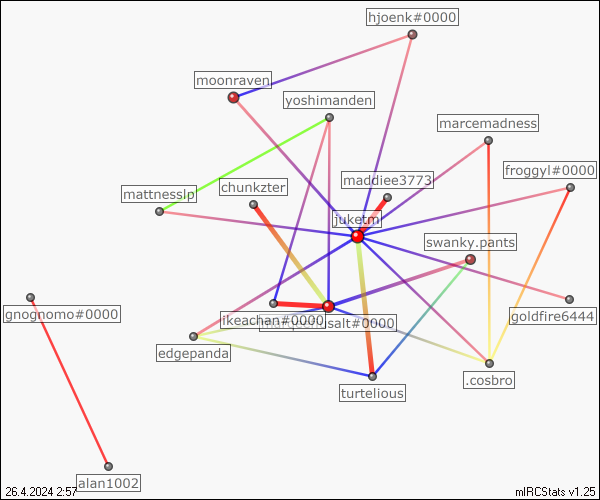 hjoenk#0000
moonraven
yoshimanden
marcemadness
froggyl#0000
maddiee3773
chunkzter
mattnesslp
juketm
swanky.pants
gnognomo#0000
ikeachan#0000
salt#0000
goldfire6444
edgepanda
.cosbro
turtelious
alan1002
26.4.2024 2:57
mIRCStats v1.25